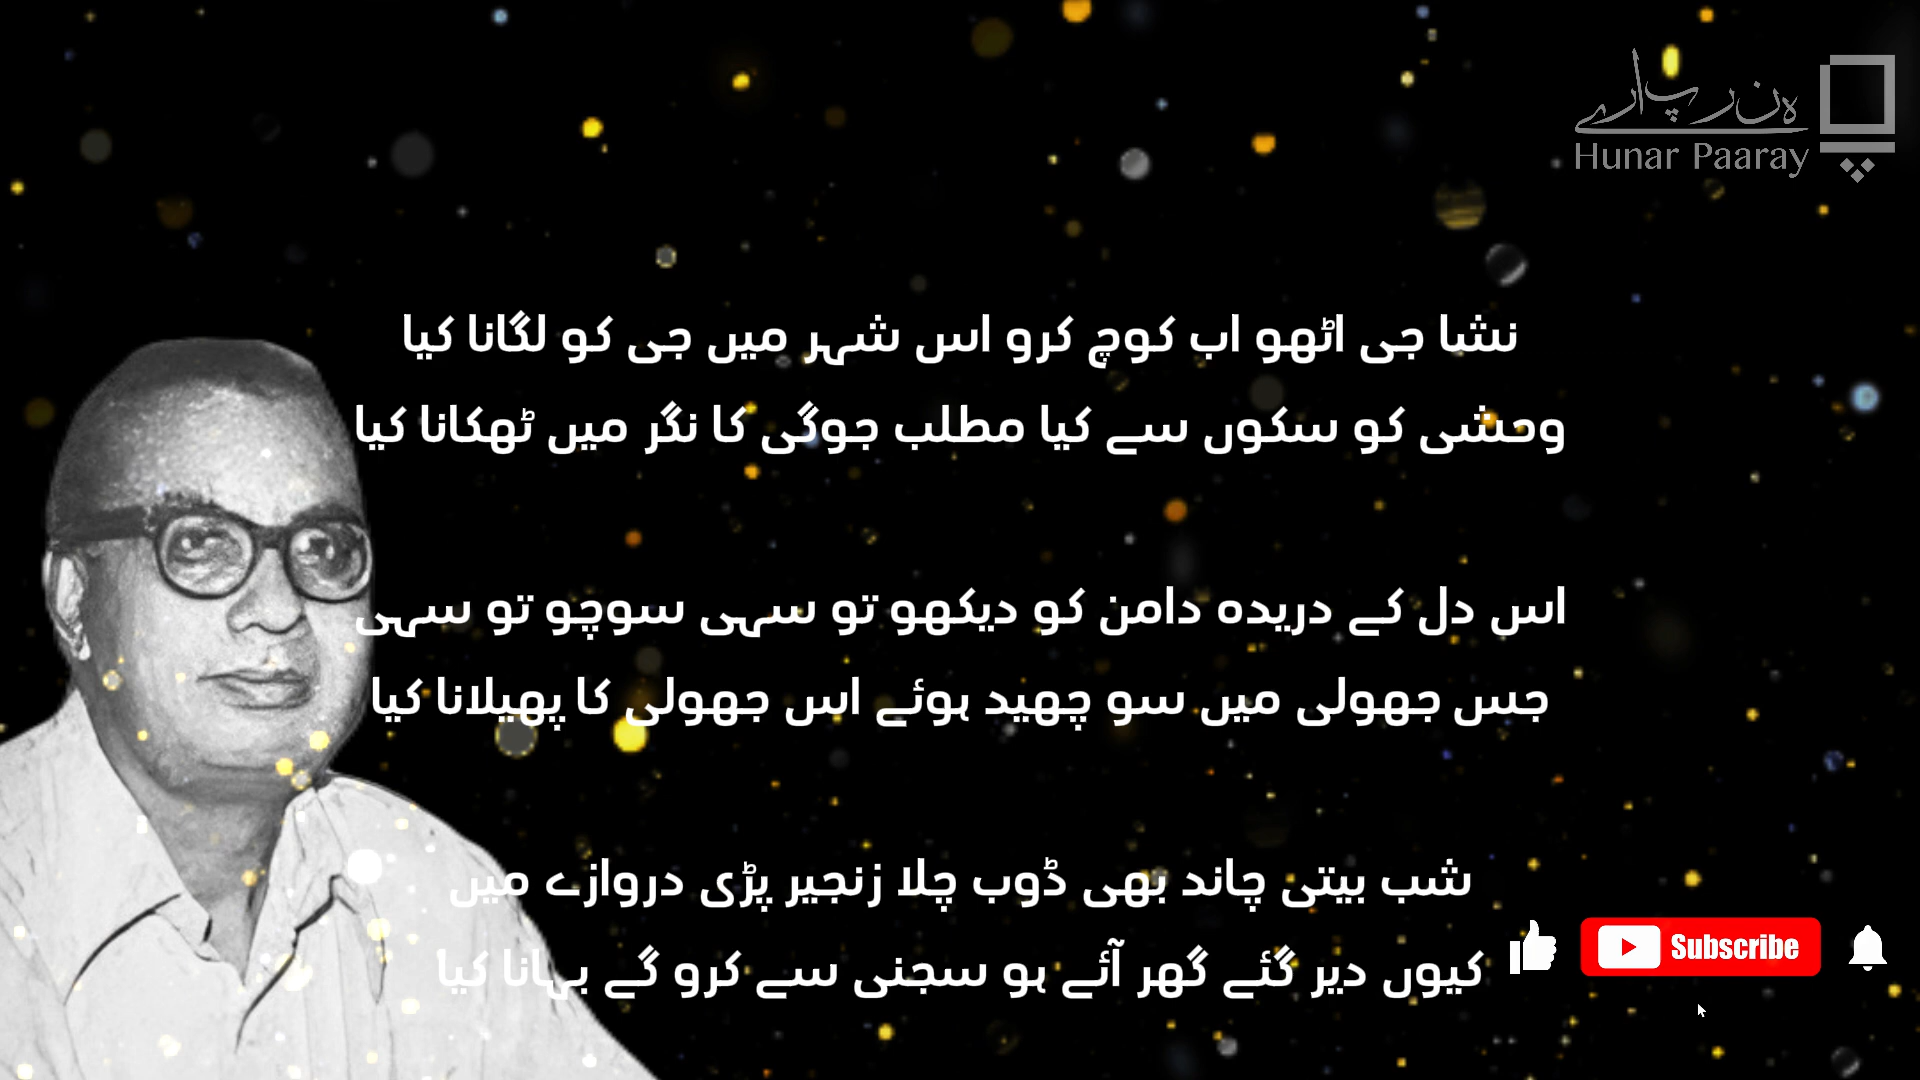 ہنر پارے
Hunar Paaray
نشا جی اٹھو اب کوچ کرو اس شہر میں جی کو لگانا کیا
وحشی کو سکوں سے کیا مطلب جوگی کا نگر میں ٹھکانا کیا
اس دل کے دریدہ دامن کو دیکھو تو سہی سوچو تو سہی
جس جھولی میں سو چھید ہوئے اس جھولی کا پھیلانا کیا
شب بیتی چاند بھی ڈوب چلا زنجیر پڑی دروازے میں
کیوں دیر گئے گھر آئے ہو سجنی سے کرو گے بہانا کیا
Subscribe